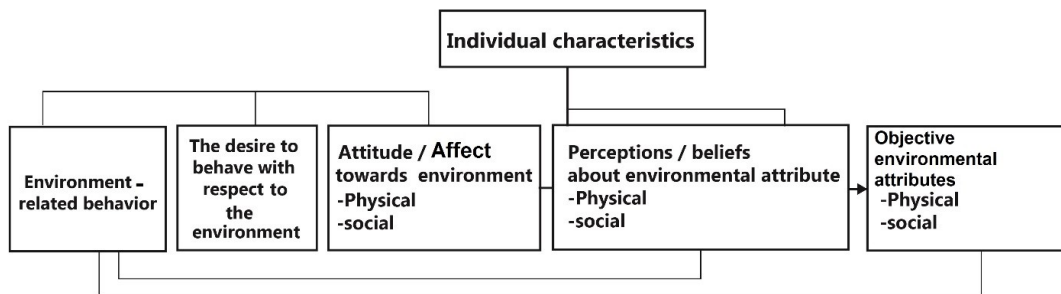 Individual characteristics
Environment -
related behavior
The desire to
behave with
respect to
the
environment
Attitude / Affect
towards environment
-Physical
-social
Perceptions / beliefs
about environmental attribute
-Physical
-social
Objective
environmental
attributes
-Physical
-social